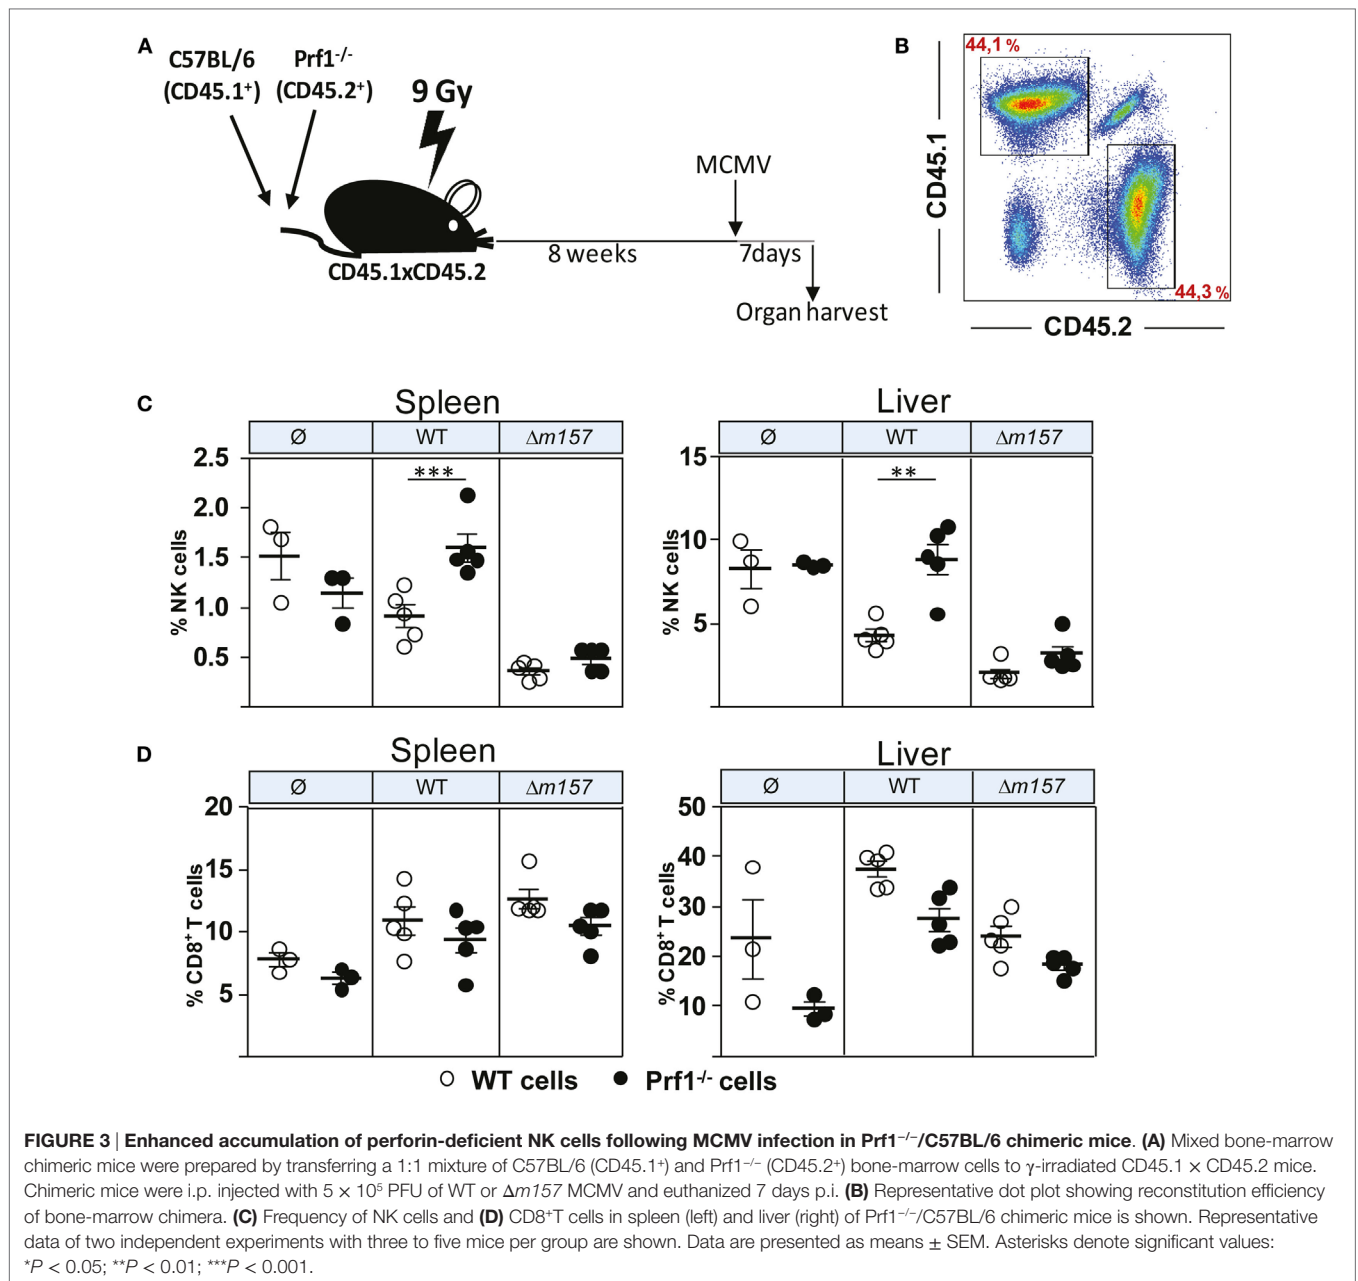 A
C57BL/6
(CD45.1⁺)
Prf1⁻/⁻
(CD45.2⁺)
9 Gy
MCMV
8 weeks
7days
CD45.1xCD45.2
Organ harvest
B
44,1 %
CD45.1
44,3 %
CD45.2
C
Spleen
Ø WT Δm157
2.5
2.0
1.5
1.0
0.5
% NK cells
***
Liver
Ø WT Δm157
15
10
5
% NK cells
**
D
Spleen
Ø WT Δm157
20
15
10
5
% CD8⁺ T cells
Liver
Ø WT Δm157
50
40
30
20
10
% CD8⁺ T cells
WT cells Prf1⁻/⁻ cells
FIGURE 3 | Enhanced accumulation of perforin-deficient NK cells following MCMV infection in Prf1⁻/⁻/C57BL/6 chimeric mice. (A) Mixed bone-marrow
chimeric mice were prepared by transferring a 1:1 mixture of C57BL/6 (CD45.1⁺) and Prf1⁻/⁻ (CD45.2⁺) bone-marrow cells to γ-irradiated CD45.1 × CD45.2 mice.
Chimeric mice were i.p. injected with 5 × 10⁵ PFU of WT or Δm157 MCMV and euthanized 7 days p.i. (B) Representative dot plot showing reconstitution efficiency
of bone-marrow chimera. (C) Frequency of NK cells and (D) CD8⁺T cells in spleen (left) and liver (right) of Prf1⁻/⁻/C57BL/6 chimeric mice is shown. Representative
data of two independent experiments with three to five mice per group are shown. Data are presented as means ± SEM. Asterisks denote significant values:
*P < 0.05; **P < 0.01; ***P < 0.001.